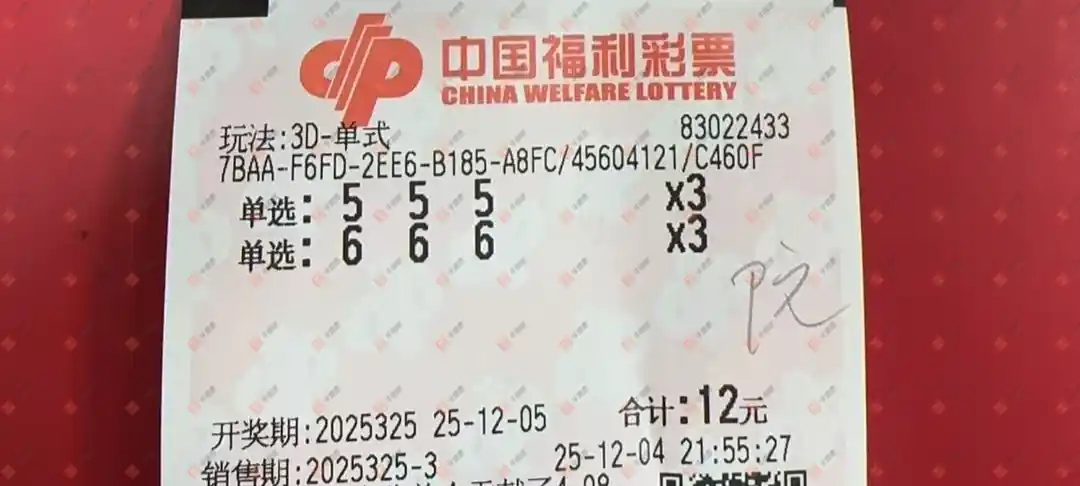 中国福利彩票
CHINA WELFARE LOTTERY
玩法:3D-单式 83022433
7BAA-F6FD-2EE6-B185-A8FC/45604121/C460F
单选: 5 5 5 x3
单选: 6 6 6 x3
开奖期:2025325 25-12-05 合计:12元
销售期:2025325-3 25-12-04 21:55:27